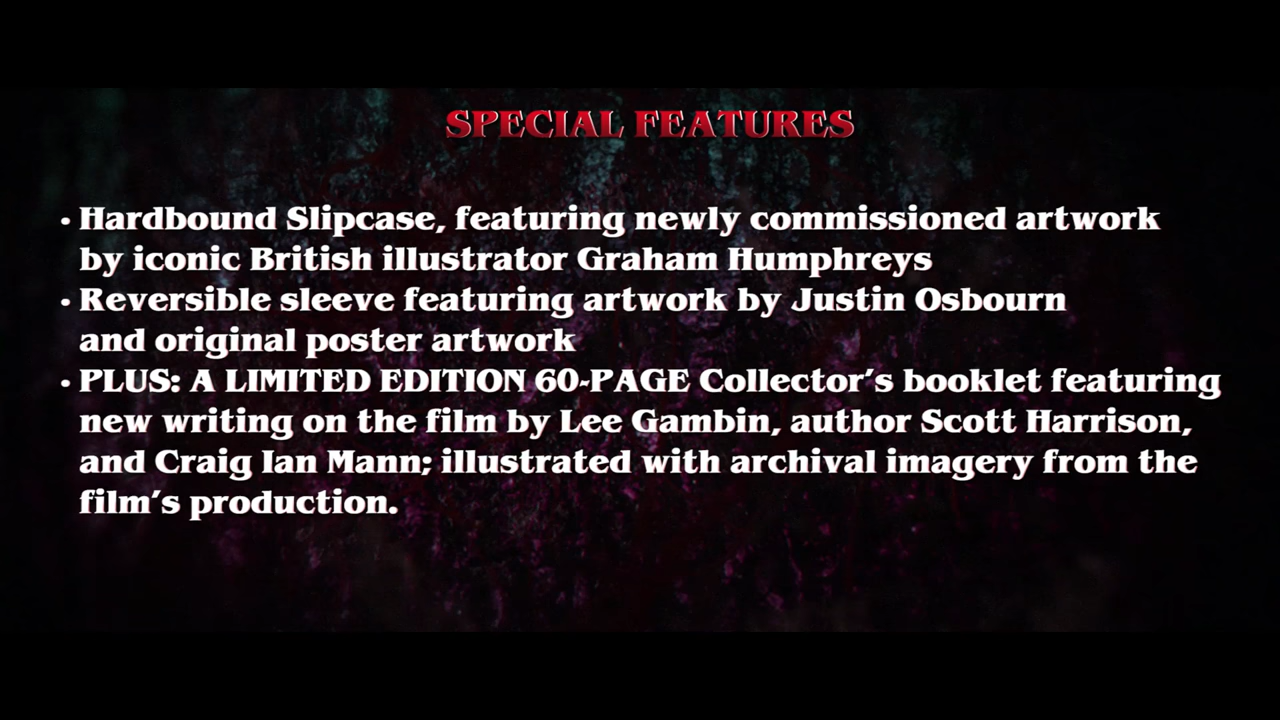 SPECIAL FEATURES
• Hardbound Slipcase, featuring newly commissioned artwork
by iconic British illustrator Graham Humphreys
• Reversible sleeve featuring artwork by Justin Osbourn
and original poster artwork
• PLUS: A LIMITED EDITION 60-PAGE Collector’s booklet featuring
new writing on the film by Lee Gambin, author Scott Harrison,
and Craig Ian Mann; illustrated with archival imagery from the
film’s production.